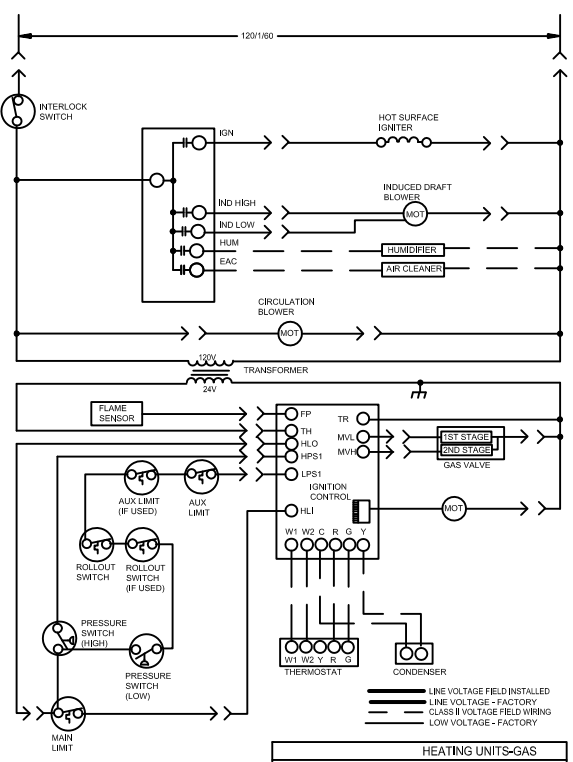 120/1/60
INTERLOCK
SWITCH
IGN
HOT SURFACE
IGNITER
IND HIGH
INDUCED DRAFT
BLOWER
MOT
IND LOW
HUM
HUMIDIFIER
EAC
AIR CLEANER
CIRCULATION
BLOWER
MOT
120V
TRANSFORMER
24V
FLAME
SENSOR
FP
TR
TH
MVL
1ST STAGE
HLO
MVH
2ND STAGE
HPS1
GAS VALVE
LPS1
AUX LIMIT
(IF USED)
AUX
LIMIT
IGNITION
CONTROL
HLI
MOT
W1 W2 C R G Y
ROLLOUT
SWITCH
ROLLOUT
SWITCH
(IF USED)
PRESSURE
SWITCH
(HIGH)
PRESSURE
SWITCH
(LOW)
W1 W2 Y R G
THERMOSTAT
CONDENSER
MAIN
LIMIT
LINE VOLTAGE FIELD INSTALLED
LINE VOLTAGE - FACTORY
CLASS II VOLTAGE FIELD WIRING
LOW VOLTAGE - FACTORY
HEATING UNITS-GAS